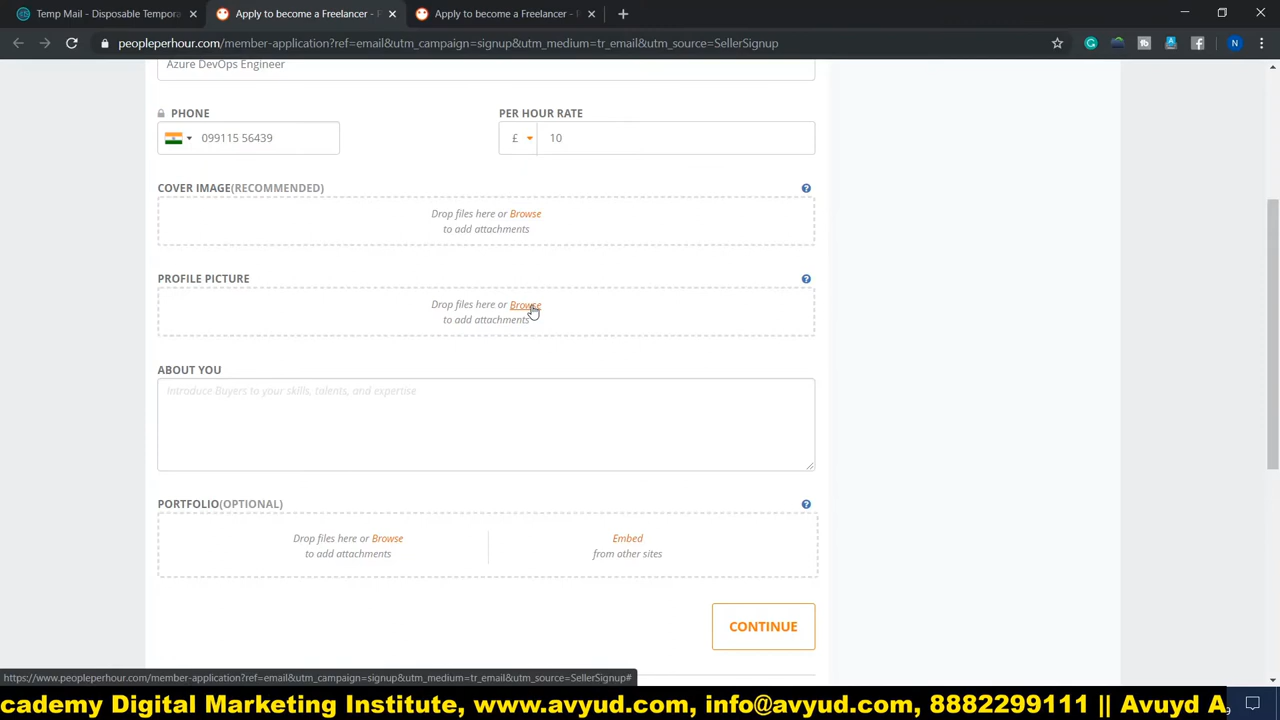 Temp Mail - Disposable Tempora
Apply to become a Freelancer - P
Apply to become a Freelancer -
peopleperhour.com/member-application?ref=email&utm_campaign=signup&utm_medium=tr_email&utm_source=SellerSignup
Azure DevOps Engineer
PHONE
PER HOUR RATE
099115 56439
£ 10
COVER IMAGE(RECOMMENDED)
Drop files here or Browse
to add attachments
PROFILE PICTURE
Drop files here or Browse
to add attachments
ABOUT YOU
Introduce Buyers to your skills, talents, and expertise
PORTFOLIO(OPTIONAL)
Drop files here or Browse
to add attachments
Embed
from other sites
CONTINUE
https://www.peopleperhour.com/member-application?ref=email&utm_campaign=signup&utm_medium=tr_email&utm_source=SellerSignup#
cademy Digital Marketing Institute, www.avyud.com, info@avyud.com, 8882299111 || Avuyd A